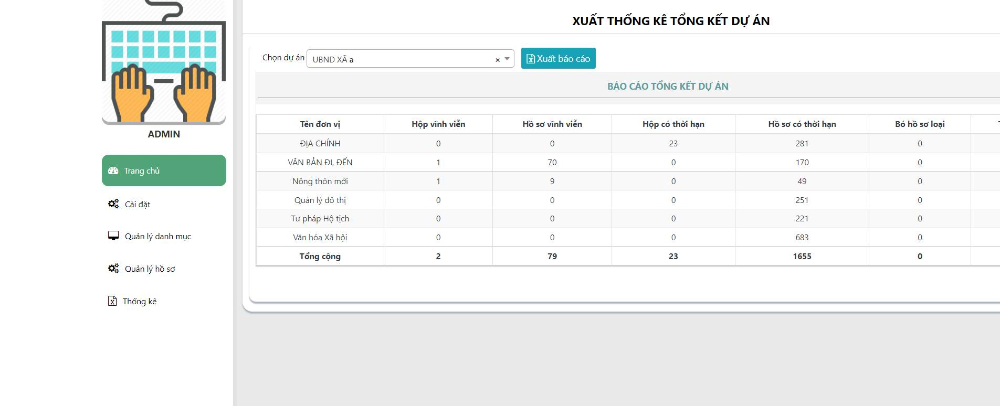 ADMIN
Trang chủ
Cài đặt
Quản lý danh mục
Quản lý hồ sơ
Thống kê
XUẤT THỐNG KÊ TỔNG KẾT DỰ ÁN
Chọn dự án UBND XÃ a × Xuất báo cáo
BÁO CÁO TỔNG KẾT DỰ ÁN
Tên đơn vị Hộp vĩnh viễn Hồ sơ vĩnh viễn Hộp có thời hạn Hồ sơ có thời hạn Bó hồ sơ loại
ĐỊA CHÍNH 0 0 23 281 0
VĂN BẢN ĐI, ĐẾN 1 70 0 170 0
Nông thôn mới 1 9 0 49 0
Quản lý đô thị 0 0 0 251 0
Tư pháp Hộ tịch 0 0 0 221 0
Văn hóa Xã hội 0 0 0 683 0
Tổng cộng 2 79 23 1655 0